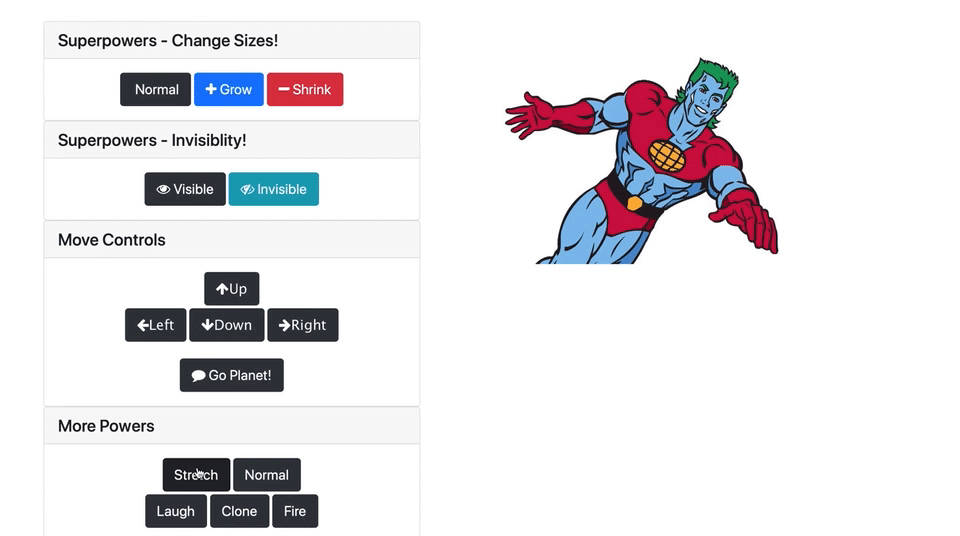 Superpowers - Change Sizes!
Normal Grow Shrink
Superpowers - Invisiblity!
Visible Invisible
Move Controls
Up
Left Down Right
Go Planet!
More Powers
Stretch Normal
Laugh Clone Fire